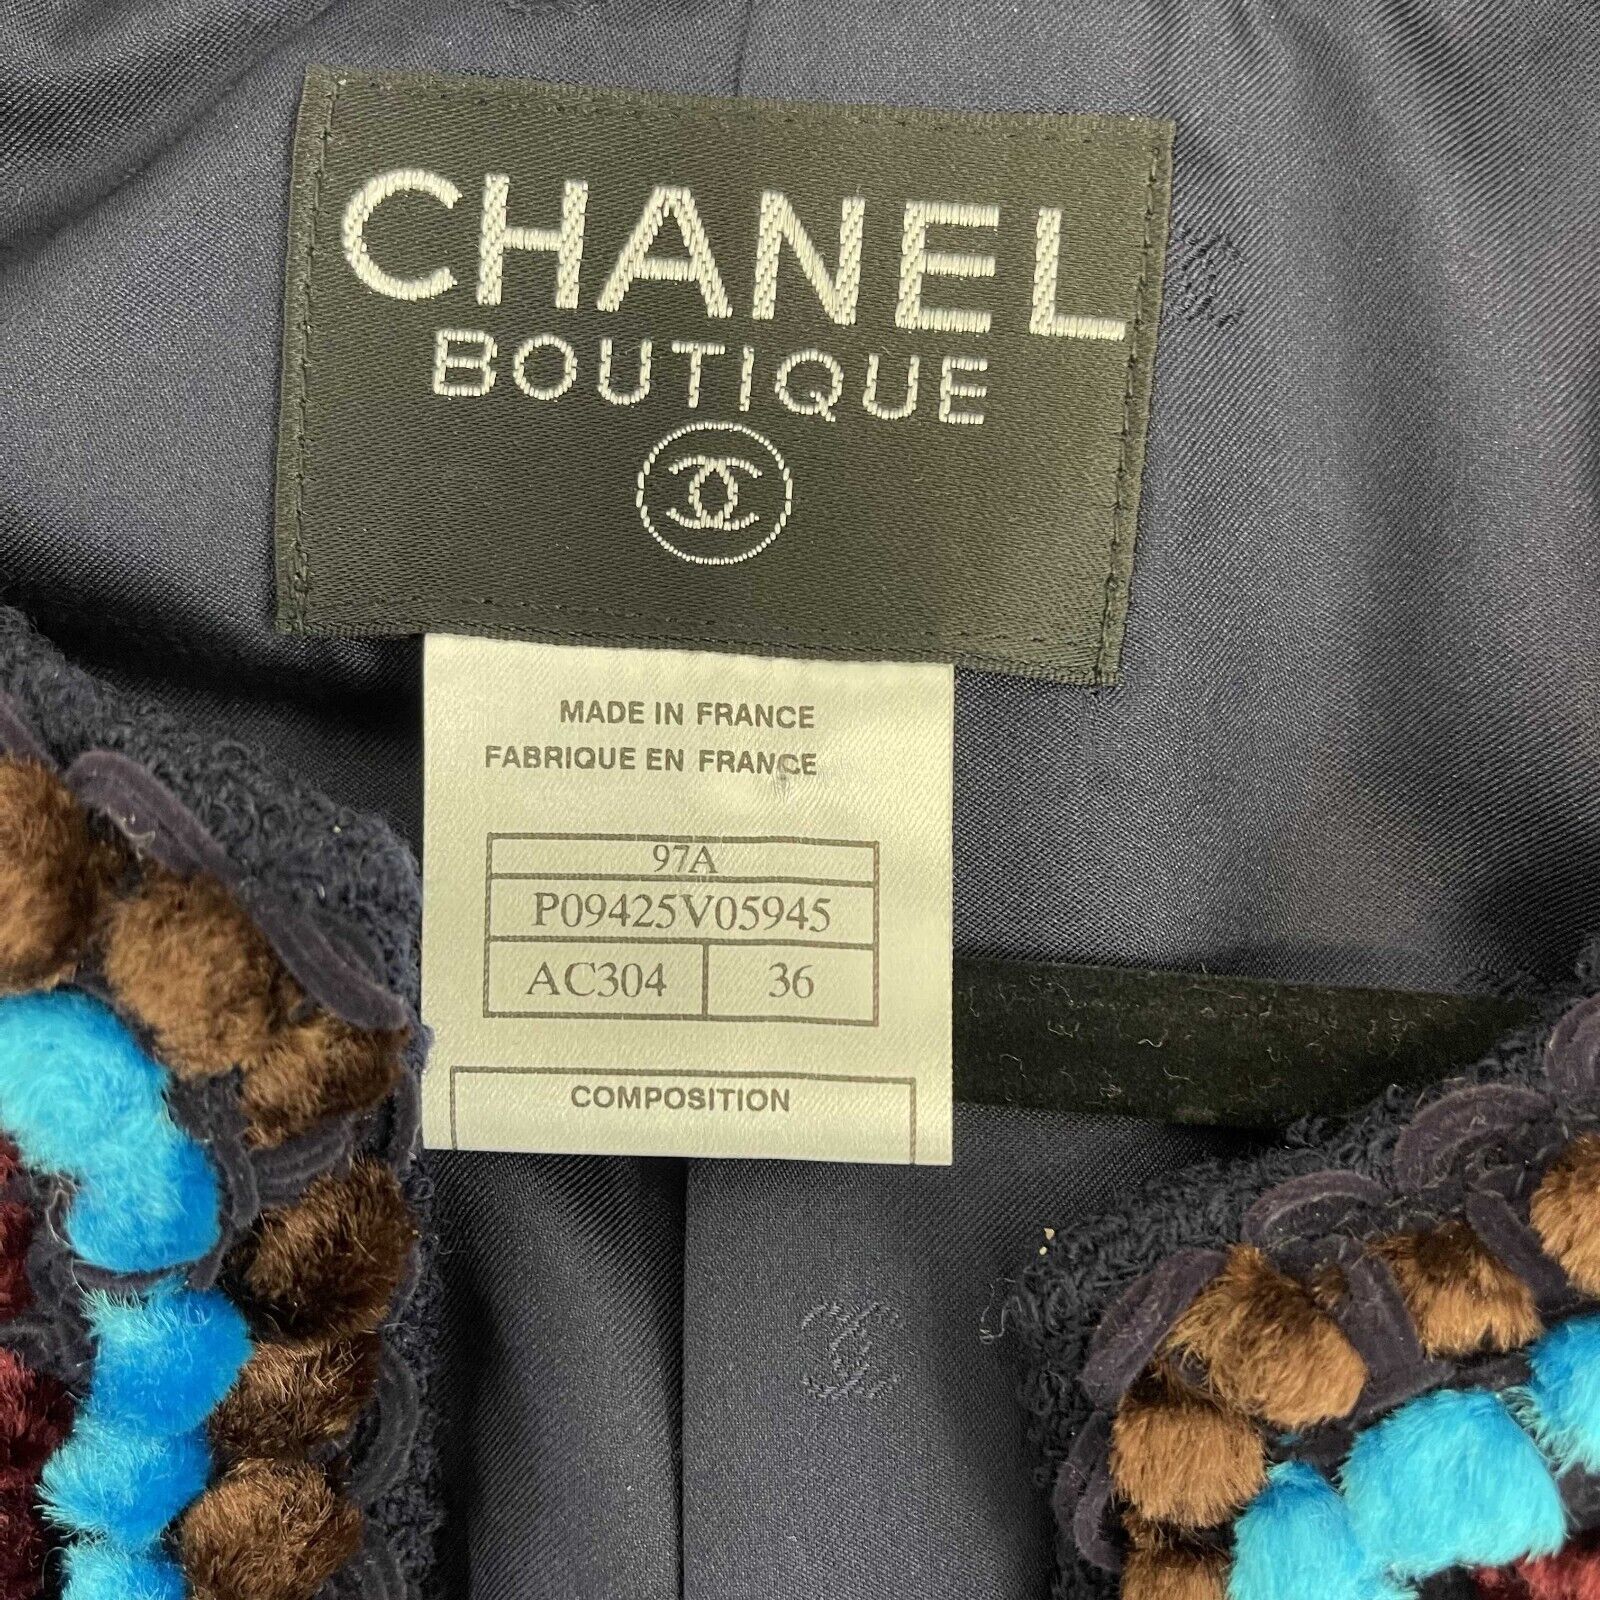 CHANEL
BOUTIQUE
MADE IN FRANCE
FABRIQUE EN FRANCE
97A
P09425V05945
AC304 36
COMPOSITION